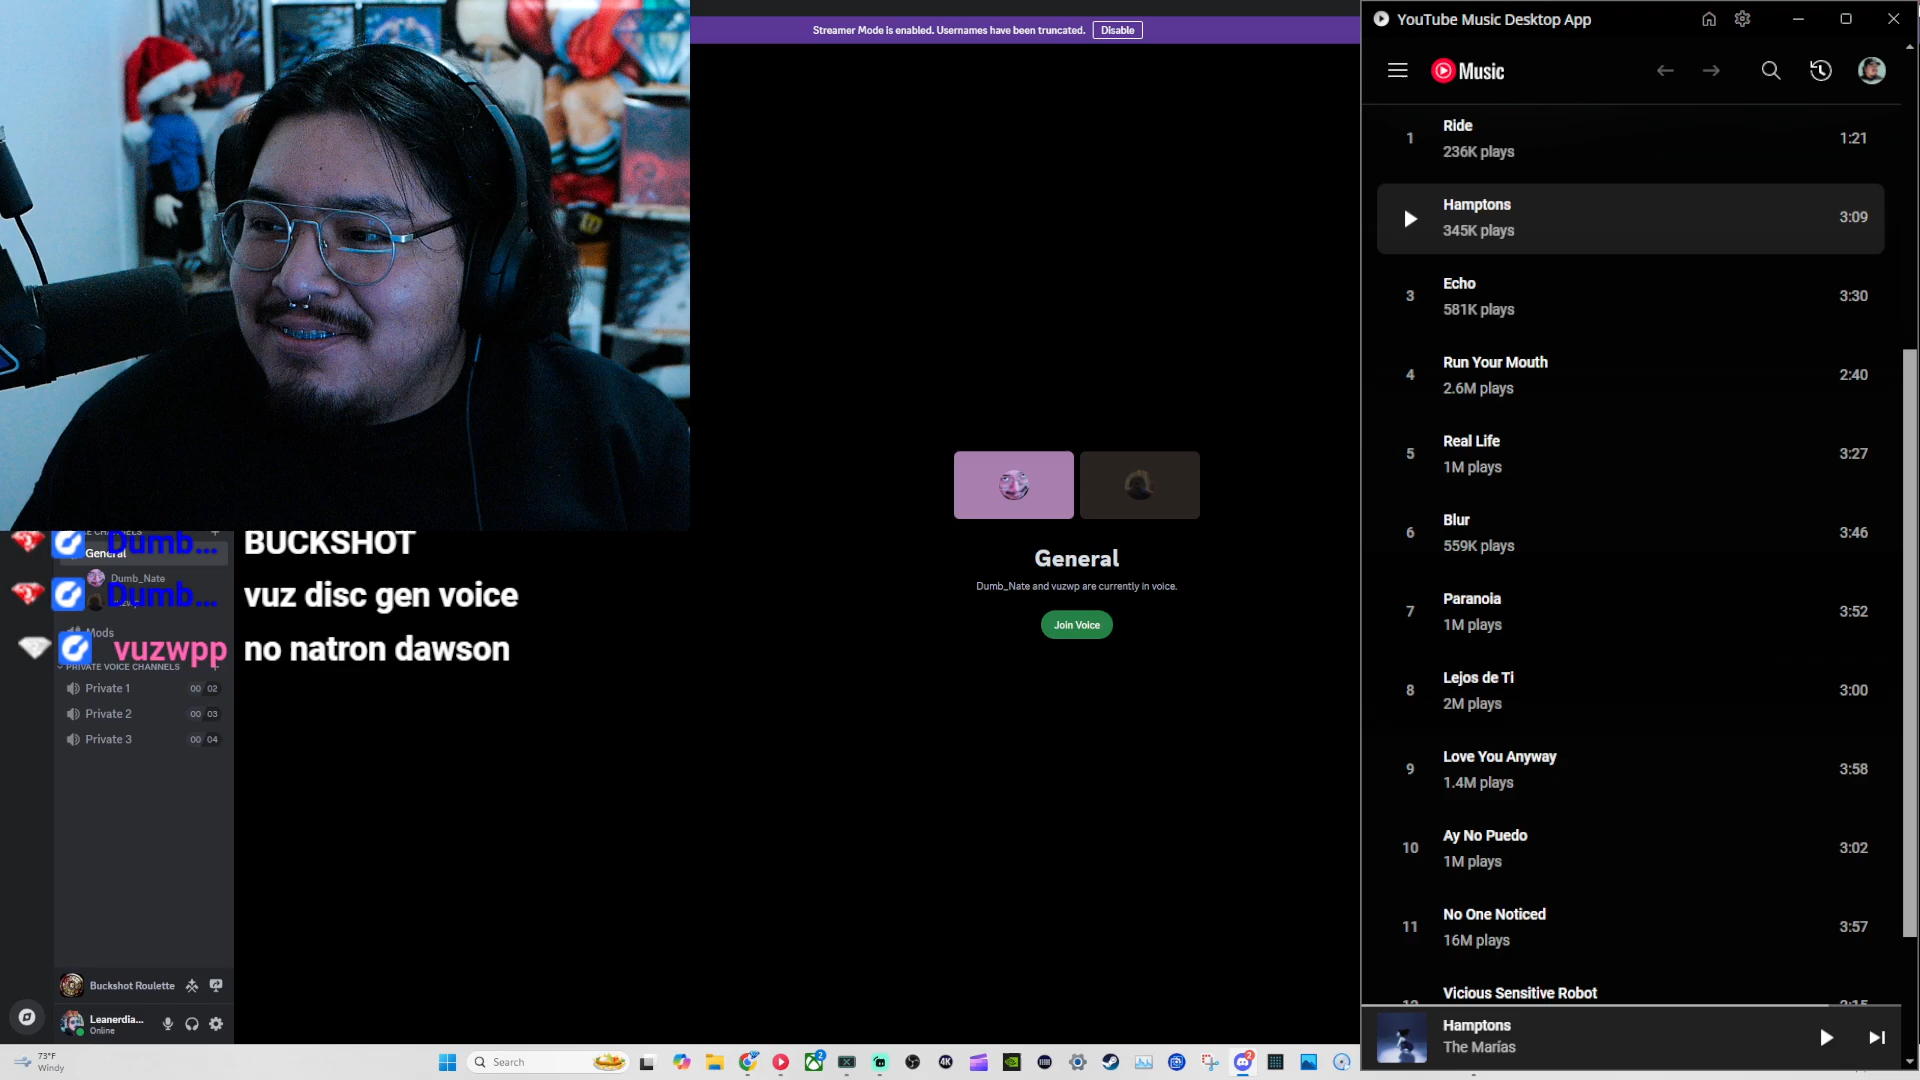 Streamer Mode is enabled. Usernames have been truncated. Disable
YouTube Music Desktop App
Music
1 Ride 1:21
236K plays
Hamptons 3:09
345K plays
3 Echo 3:30
581K plays
4 Run Your Mouth 2:40
2.6M plays
5 Real Life 3:27
1M plays
6 Blur 3:46
559K plays
7 Paranoia 3:52
1M plays
8 Lejos de Ti 3:00
2M plays
9 Love You Anyway 3:58
1.4M plays
10 Ay No Puedo 3:02
1M plays
11 No One Noticed 3:57
16M plays
Vicious Sensitive Robot
Hamptons
The Marías
General
Dumb_Nate and vuzwp are currently in voice.
Join Voice
Dumb... BUCKSHOT
General
Dumb_Nate
Dumb... vuz disc gen voice
Mods
vuzwpp no natron dawson
PRIVATE VOICE CHANNELS
Private 1 00 02
Private 2 00 03
Private 3 00 04
Buckshot Roulette
Leanerdia...
Online
73°F
Windy
Search
2
4K
2